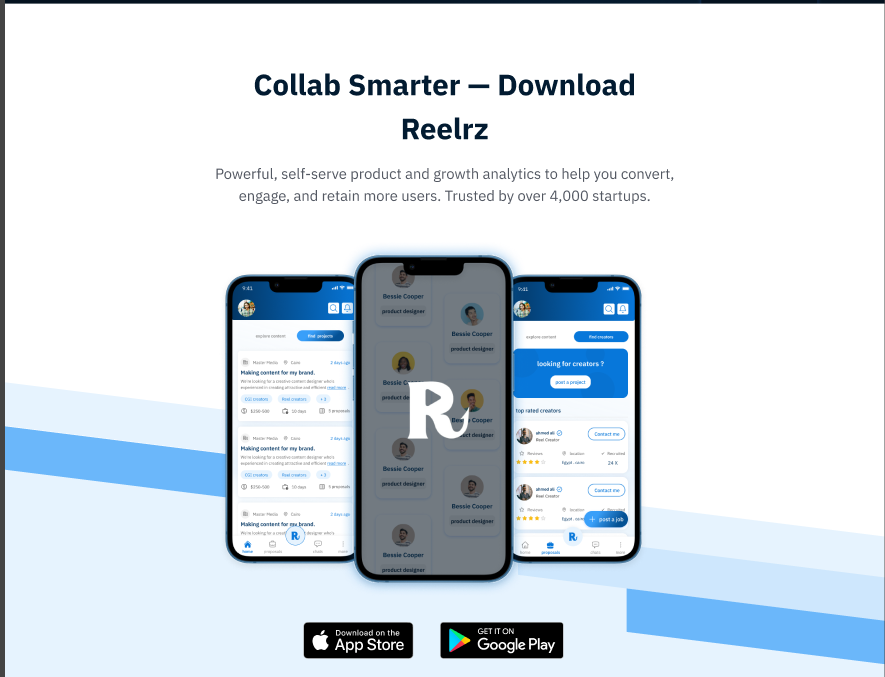 Collab Smarter — Download
Reelrz
Powerful, self-serve product and growth analytics to help you convert,
engage, and retain more users. Trusted by over 4,000 startups.
9:41
explore content
find projects
Master Media
Cairo
2 days ago
Making content for my brand.
We're looking for a creative content designer who's
experienced in creating attractive and efficient read more
UGC creators
Reel creators
+ 3
$250-500
10 days
5 proposals
Master Media
Cairo
2 days ago
Making content for my brand.
We're looking for a creative content designer who's
experienced in creating attractive and efficient read more
UGC creators
Reel creators
+ 3
$250-500
10 days
5 proposals
Master Media
Cairo
2 days ago
Making content for my brand.
We're looking for a creative content designer who's
R
home
proposals
chats
more
Bessie Cooper
product designer
Bessie Cooper
product designer
Bessie Cooper
product de
Be
Cooper
product designer
Bessie Cooper
product designer
Bessie Cooper
product designer
Bessie Cooper
product designer
R
9:41
explore content
find creators
looking for creators ?
post a project
top rated creators
ahmed ali
Reel Creator
Contact me
Reviews
location
Recruited
Egypt . cairo
24 X
ahmed ali
Reel Creator
Contact me
Reviews
location
Recruited
Egypt . cairo
+ post a job
R
home
proposals
chats
more
Download on the
App Store
GET IT ON
Google Play